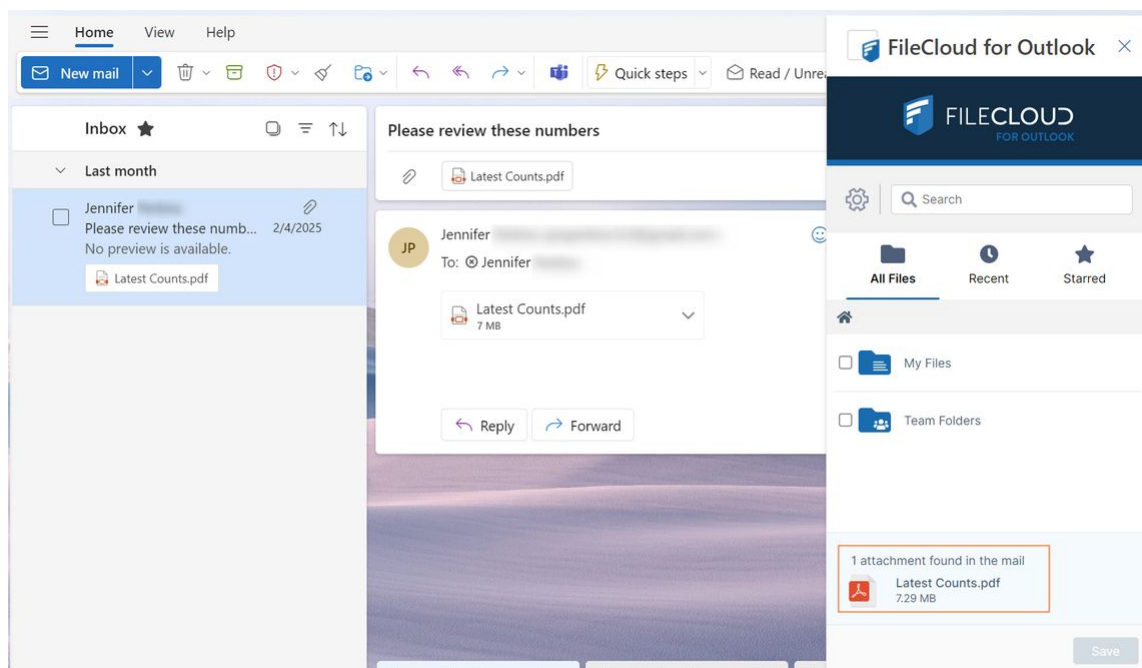 Home View Help
New mail
Quick steps
Read / Unrea
Inbox
Last month
Jennifer
Please review these numb... 2/4/2025
No preview is available.
Latest Counts.pdf
Please review these numbers
Latest Counts.pdf
JP
Jennifer
To: Jennifer
Latest Counts.pdf
7 MB
Reply
Forward
FileCloud for Outlook
FILECLOUD
FOR OUTLOOK
Search
All Files
Recent
Starred
My Files
Team Folders
1 attachment found in the mail
Latest Counts.pdf
7.29 MB
Save